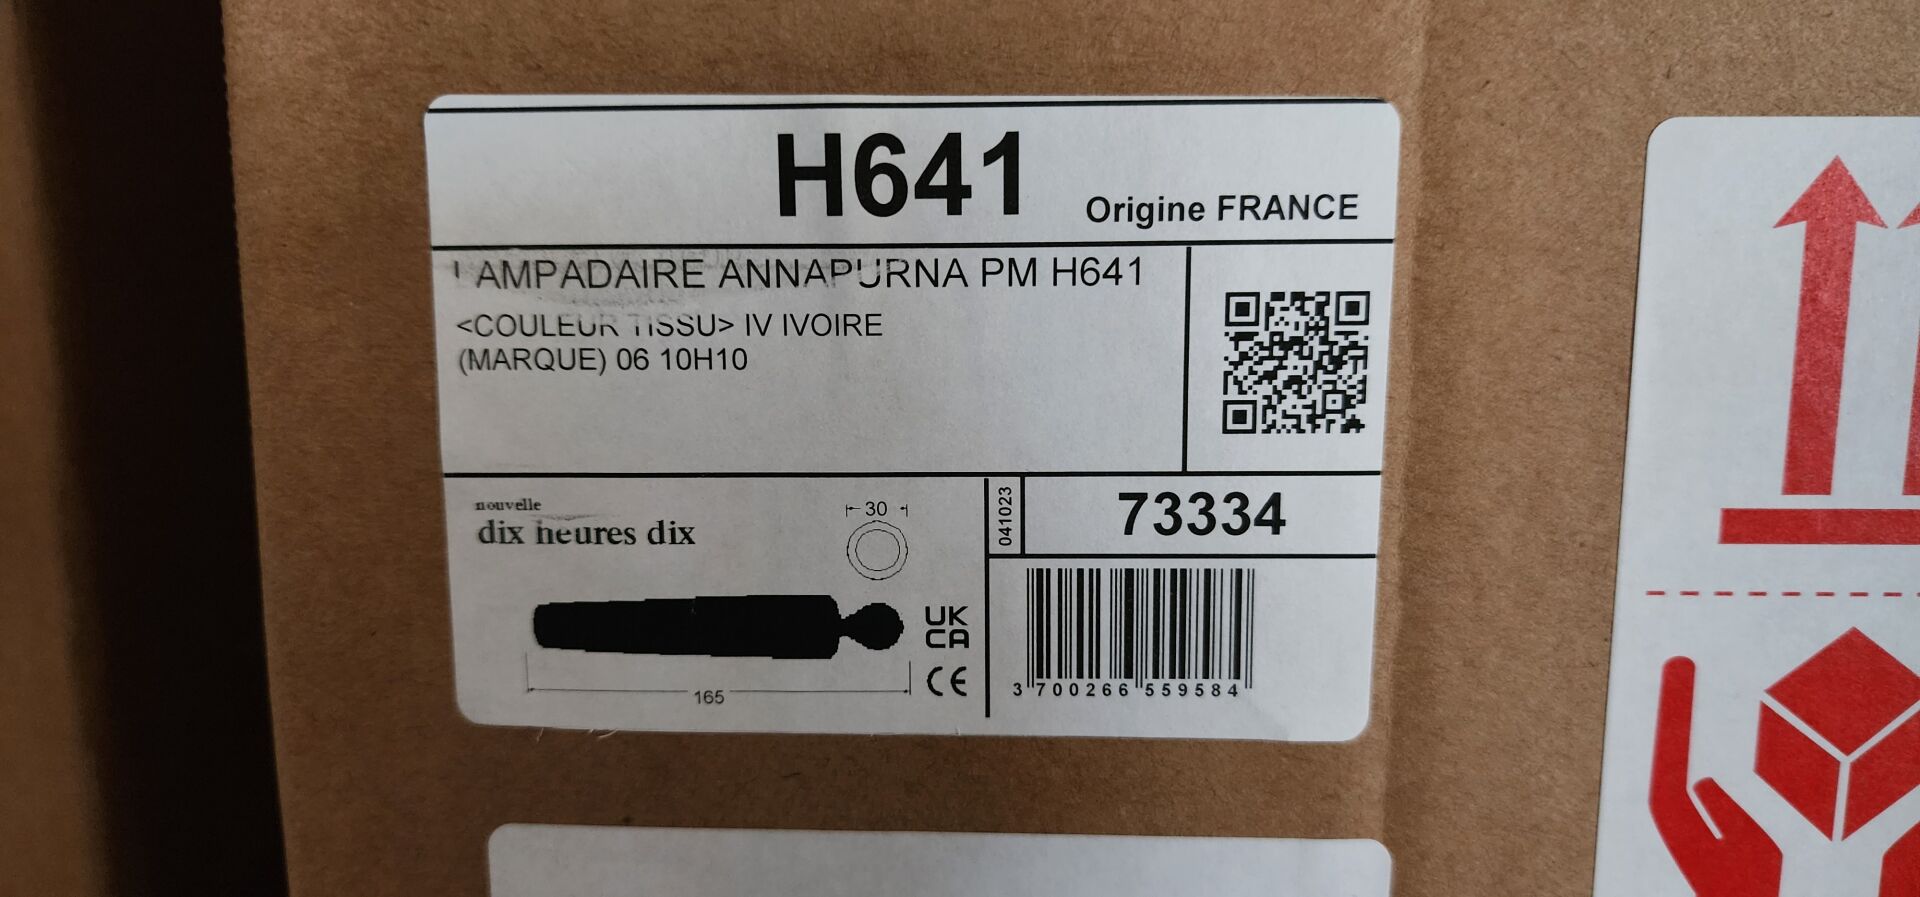 H641
Origine FRANCE
LAMPADAIRE ANNAPURNA PM H641
<COULEUR TISSU> IV IVOIRE
(MARQUE) 06 10H10
nouvelle
dix heures dix
30
165
UK
CA
CE
041023
73334
3 700266 559584